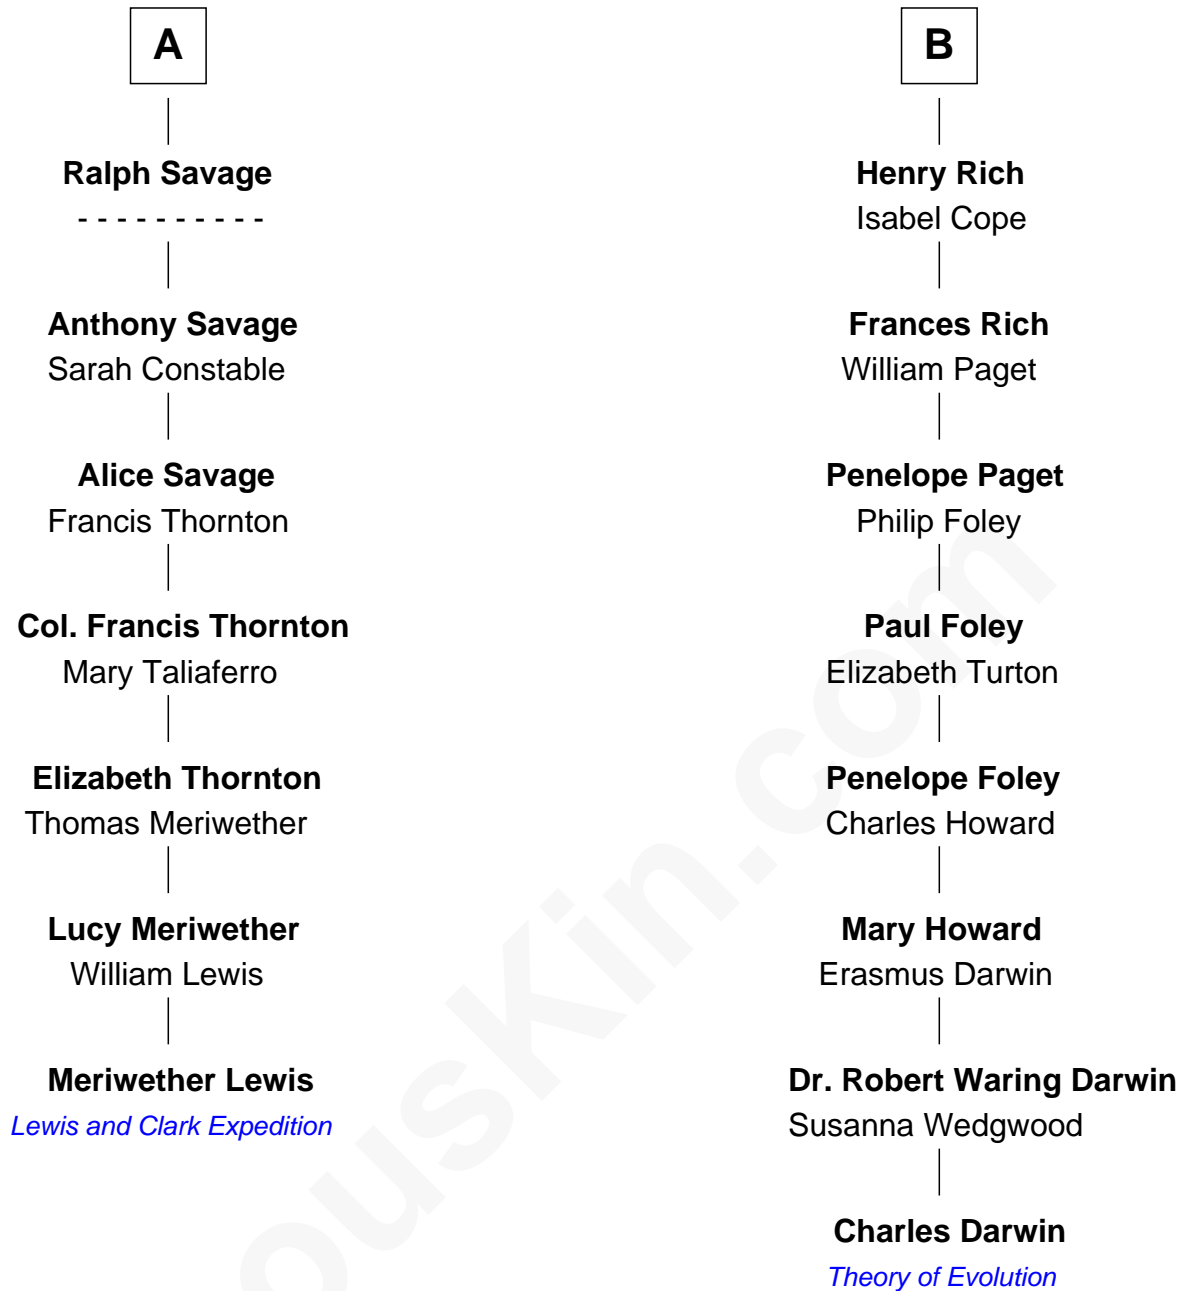 A
Ralph Savage
- - - - - - - - - -
Anthony Savage
Sarah Constable
Alice Savage
Francis Thornton
Col. Francis Thornton
Mary Taliaferro
Elizabeth Thornton
Thomas Meriwether
Lucy Meriwether
William Lewis
Meriwether Lewis
Lewis and Clark Expedition
B
Henry Rich
Isabel Cope
Frances Rich
William Paget
Penelope Paget
Philip Foley
Paul Foley
Elizabeth Turton
Penelope Foley
Charles Howard
Mary Howard
Erasmus Darwin
Dr. Robert Waring Darwin
Susanna Wedgwood
Charles Darwin
Theory of Evolution
ousKin.com